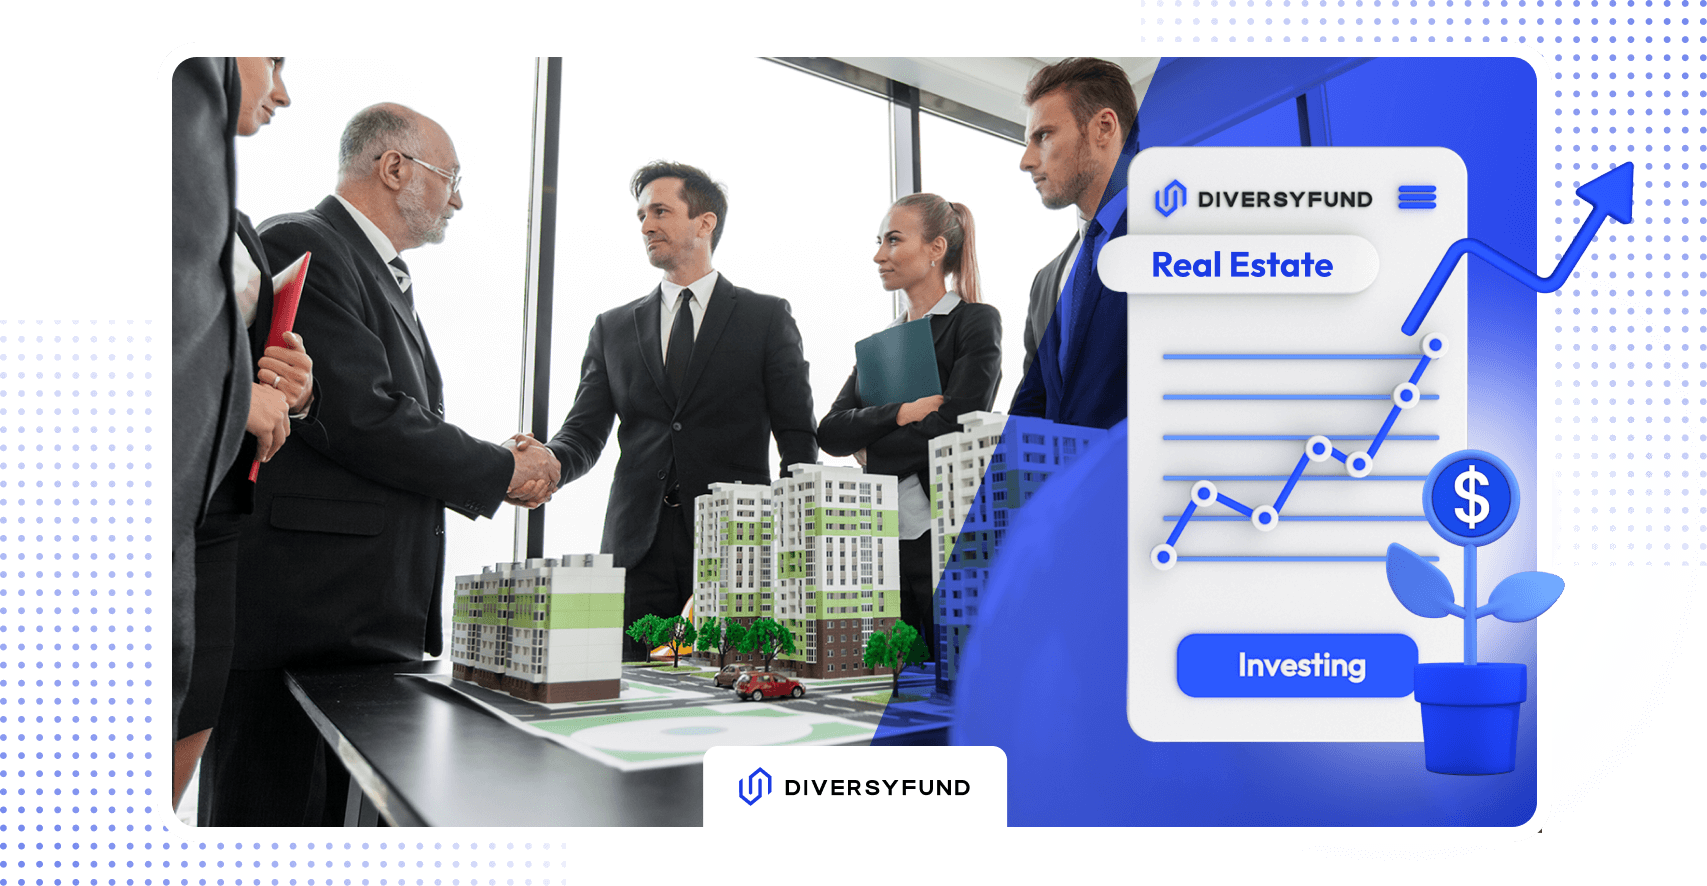 DIVERSYFUND
Real Estate
$
Investing
DIVERSYFUND